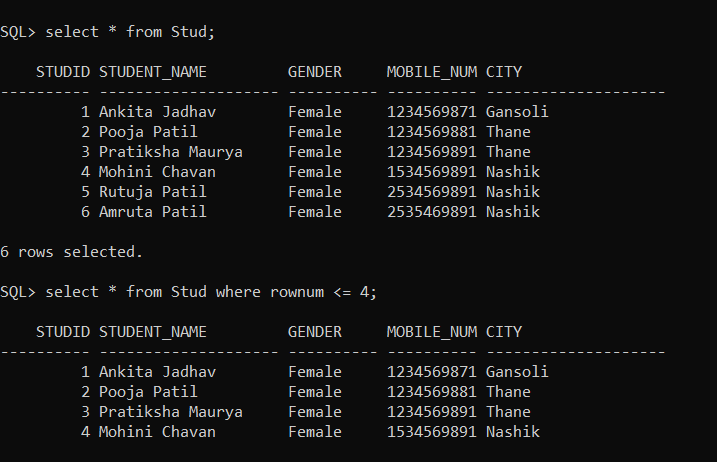 SQL> select * from Stud;
    STUDID STUDENT_NAME         GENDER     MOBILE_NUM CITY
---------- -------------------- ---------- ---------- --------------------
         1 Ankita Jadhav        Female     1234569871 Gansoli
         2 Pooja Patil          Female     1234569881 Thane
         3 Pratiksha Maurya     Female     1234569891 Thane
         4 Mohini Chavan        Female     1534569891 Nashik
         5 Rutuja Patil         Female     2534569891 Nashik
         6 Amruta Patil         Female     2535469891 Nashik
6 rows selected.
SQL> select * from Stud where rownum <= 4;
    STUDID STUDENT_NAME         GENDER     MOBILE_NUM CITY
---------- -------------------- ---------- ---------- --------------------
         1 Ankita Jadhav        Female     1234569871 Gansoli
         2 Pooja Patil          Female     1234569881 Thane
         3 Pratiksha Maurya     Female     1234569891 Thane
         4 Mohini Chavan        Female     1534569891 Nashik